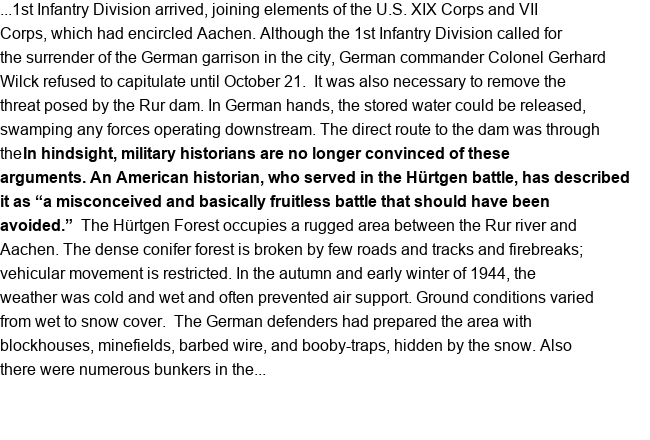 ...1st Infantry Division arrived, joining elements of the U.S. XIX Corps and VII
Corps, which had encircled Aachen. Although the 1st Infantry Division called for
the surrender of the German garrison in the city, German commander Colonel Gerhard
Wilck refused to capitulate until October 21.  It was also necessary to remove the
threat posed by the Rur dam. In German hands, the stored water could be released,
swamping any forces operating downstream. The direct route to the dam was through
theIn hindsight, military historians are no longer convinced of these
arguments. An American historian, who served in the Hürtgen battle, has described
it as “a misconceived and basically fruitless battle that should have been
avoided.”  The Hürtgen Forest occupies a rugged area between the Rur river and
Aachen. The dense conifer forest is broken by few roads and tracks and firebreaks;
vehicular movement is restricted. In the autumn and early winter of 1944, the
weather was cold and wet and often prevented air support. Ground conditions varied
from wet to snow cover.  The German defenders had prepared the area with
blockhouses, minefields, barbed wire, and booby-traps, hidden by the snow. Also
there were numerous bunkers in the...